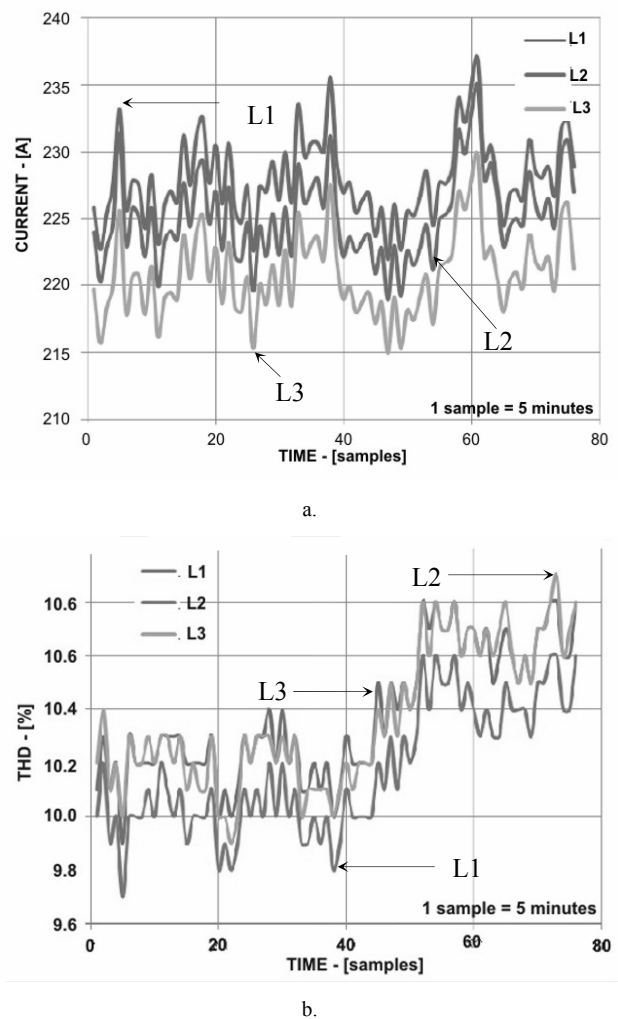 240
235
230
225
220
215
210
CURRENT - [A]
L1
L2
L3
L1
L2
L3
1 sample = 5 minutes
0
20
40
60
80
TIME - [samples]
a.
L1
L2
L3
L2
10.6
10.6
10.4
10.2
10.0
9.8
9.6
THD - [%]
L3
L1
1 sample = 5 minutes
0
20
40
60
80
TIME - [samples]
b.